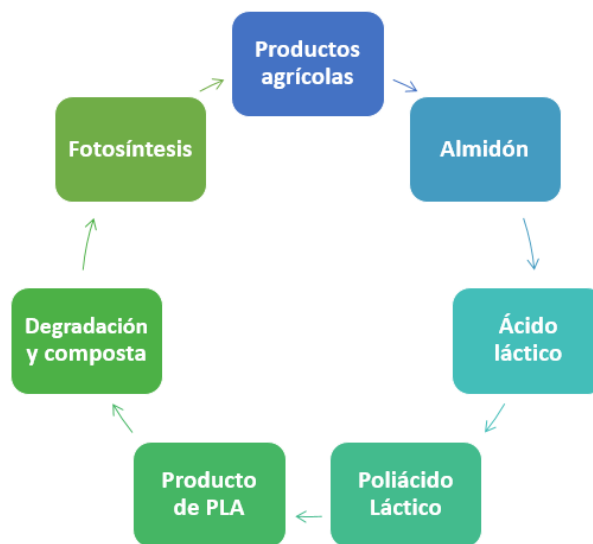 Productos
agrícolas
Almidón
Ácido
láctico
Poliácido
Láctico
Producto
de PLA
Degradación
y composta
Fotosíntesis